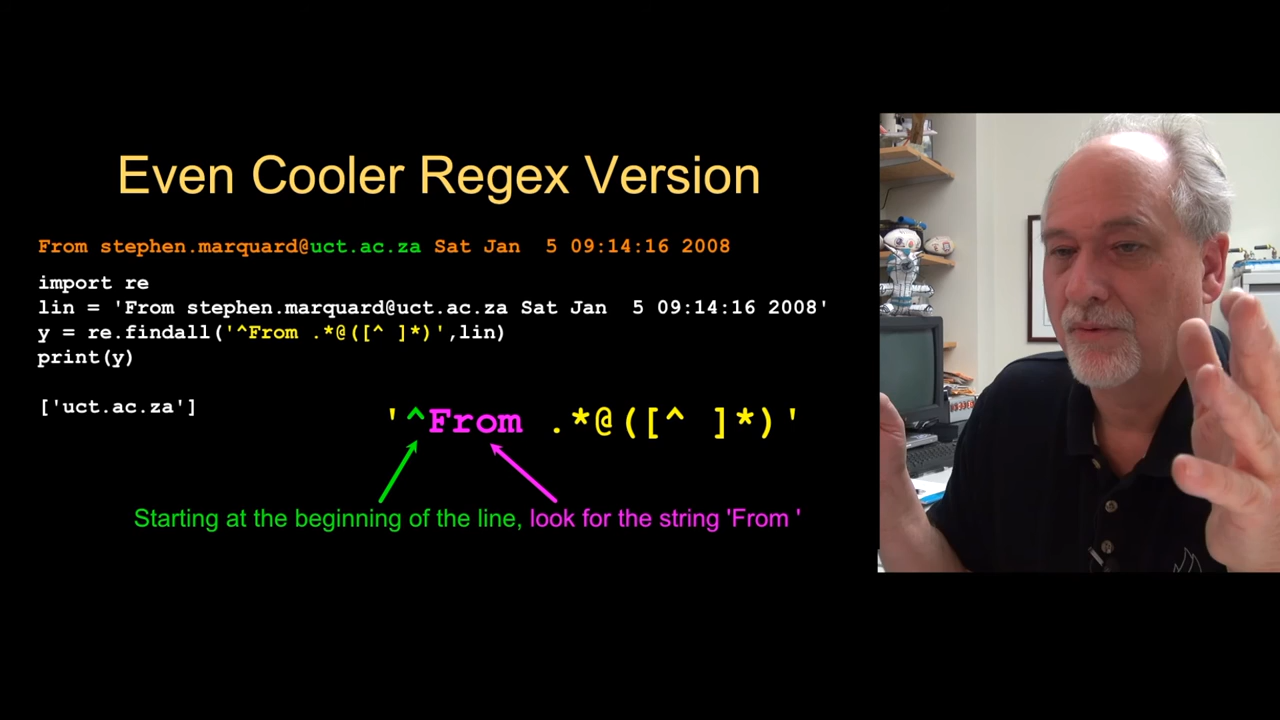 Even Cooler Regex Version
From stephen.marquard@uct.ac.za Sat Jan  5 09:14:16 2008
import re
lin = 'From stephen.marquard@uct.ac.za Sat Jan  5 09:14:16 2008'
y = re.findall('^From .*@([^ ]*)',lin)
print(y)
['uct.ac.za']
'^From .*@([^ ]*)'
Starting at the beginning of the line, look for the string 'From '